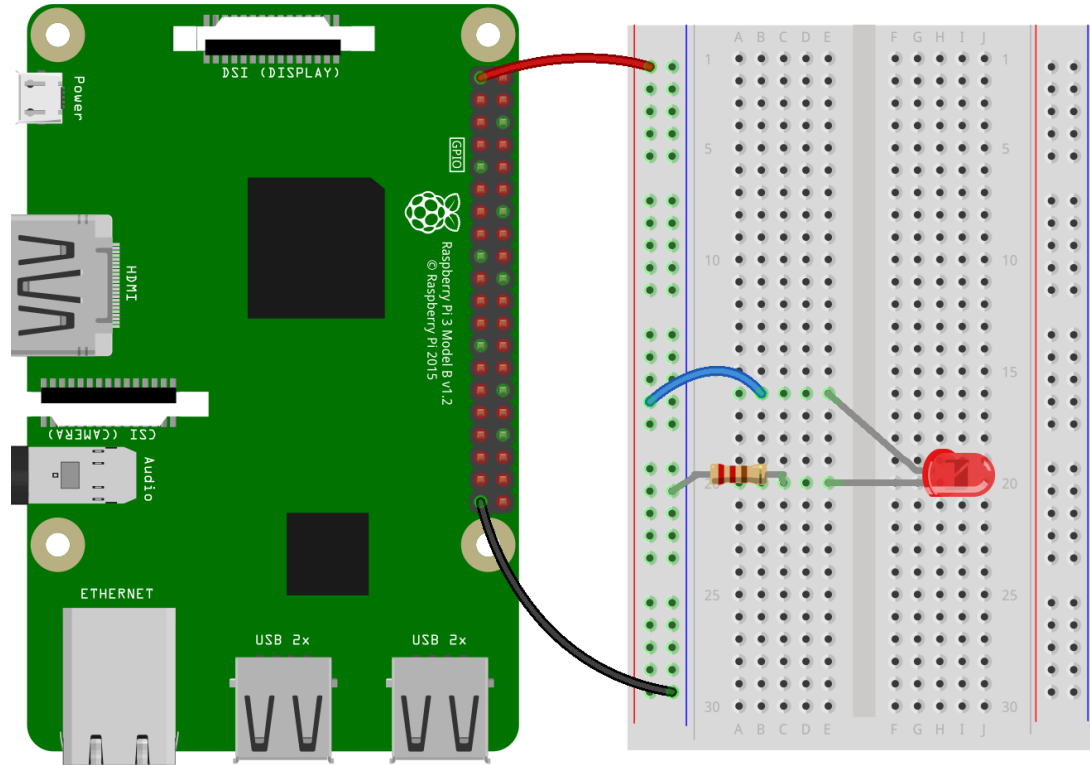 DSI (DISPLAY)
Power
GPIO
HDMI
Raspberry Pi 3 Model B v1.2
© Raspberry Pi 2015
CSI (CAMERA)
Audio
ETHERNET
USB 2x
USB 2x
A B C D E F G H I J
1 1
5 5
10 10
15 15
20 20
25 25
30 30
A B C D E F G H I J